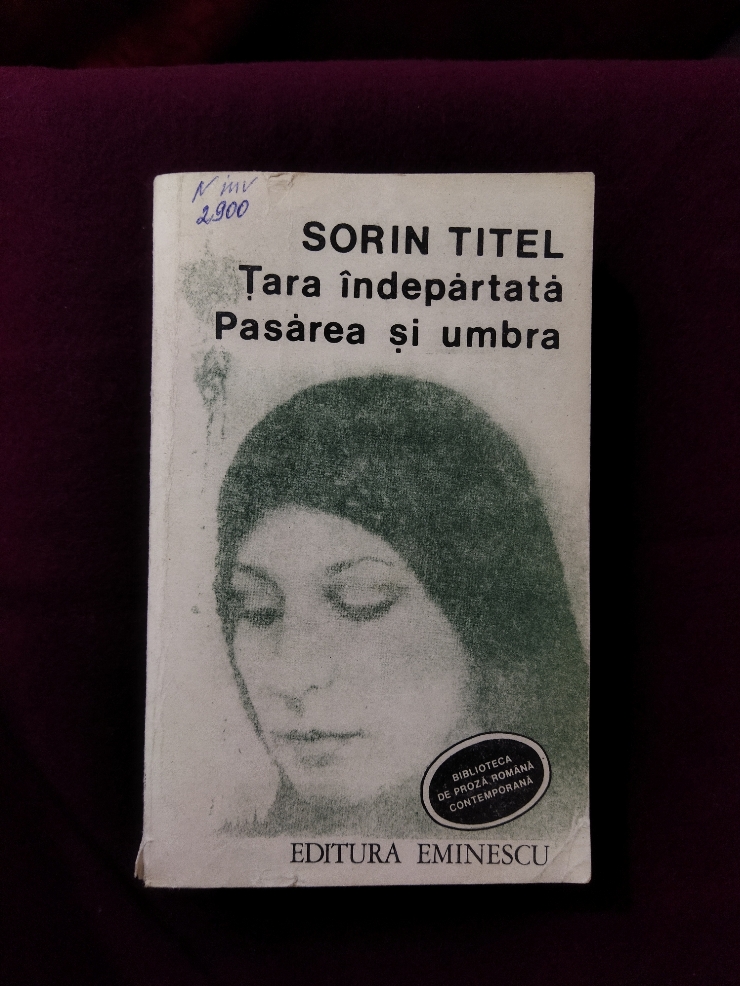 N inv
2900
SORIN TITEL
Țara îndepărtată
Pasărea și umbra
BIBLIOTECA
DE PROZĂ ROMÂNĂ
CONTEMPORANĂ
EDITURA EMINESCU